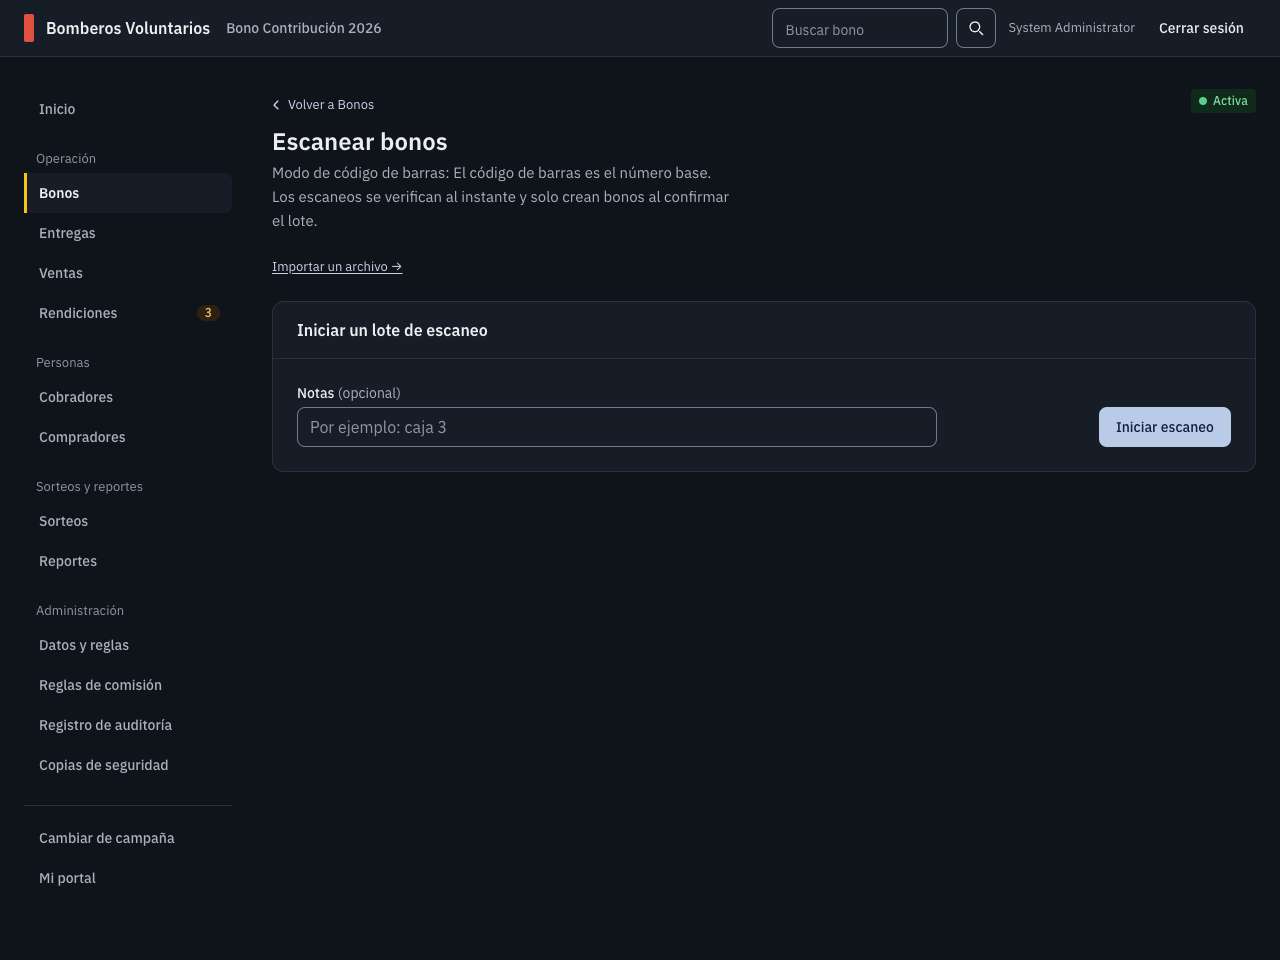 Bomberos Voluntarios
Bono Contribución 2026
Buscar bono
System Administrator
Cerrar sesión
Inicio
Operación
Bonos
Entregas
Ventas
Rendiciones 3
Personas
Cobradores
Compradores
Sorteos y reportes
Sorteos
Reportes
Administración
Datos y reglas
Reglas de comisión
Registro de auditoría
Copias de seguridad
Cambiar de campaña
Mi portal
Volver a Bonos
Activa
Escanear bonos
Modo de código de barras: El código de barras es el número base.
Los escaneos se verifican al instante y solo crean bonos al confirmar
el lote.
Importar un archivo →
Iniciar un lote de escaneo
Notas (opcional)
Por ejemplo: caja 3
Iniciar escaneo